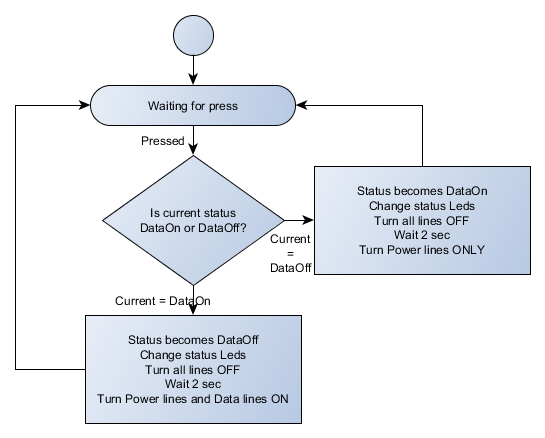 Waiting for press
Pressed
Is current status
DataOn or DataOff?
Current
=
DataOff
Status becomes DataOn
Change status Leds
Turn all lines OFF
Wait 2 sec
Turn Power lines ONLY
Current = DataOn
Status becomes DataOff
Change status Leds
Turn all lines OFF
Wait 2 sec
Turn Power lines and Data lines ON